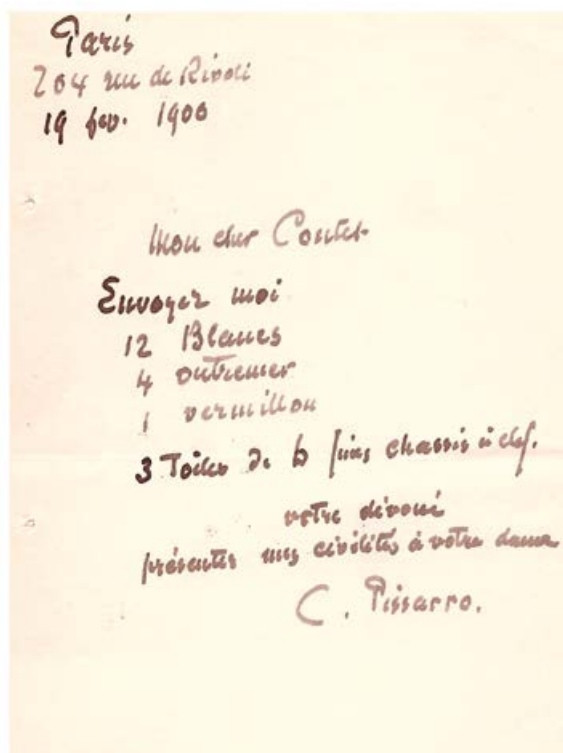 Paris
204 rue de Rivoli
19 fev. 1900
Mon cher Contet
Envoyez moi
12 Blancs
4 outremer
1 vermillon
3 Toiles de 6 fines chassis à clef.
votre dévoué
présentez mes civilités à votre dame
C. Pissarro.